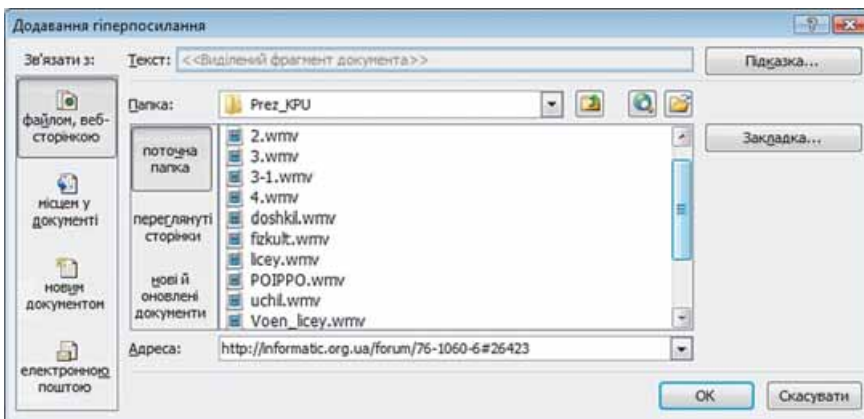 Додавання гіперпосилання
Зв'язати з:
Текст: <<Виділений фрагмент документа>>
Підказка...
файлом, веб-
сторінкою
Папка: Prez_KPU
Закладка...
поточна
папка
2.wmv
3.wmv
3-1.wmv
4.wmv
doshkil.wmv
fizkult.wmv
licey.wmv
POIPPO.wmv
uchil.wmv
Voen_licey.wmv
місцем у
документі
переглянуті
сторінки
новим
документом
нові й
оновлені
документи
електронною
поштою
Адреса: http://informatic.org.ua/forum/76-1060-6#26423
ОК
Скасувати